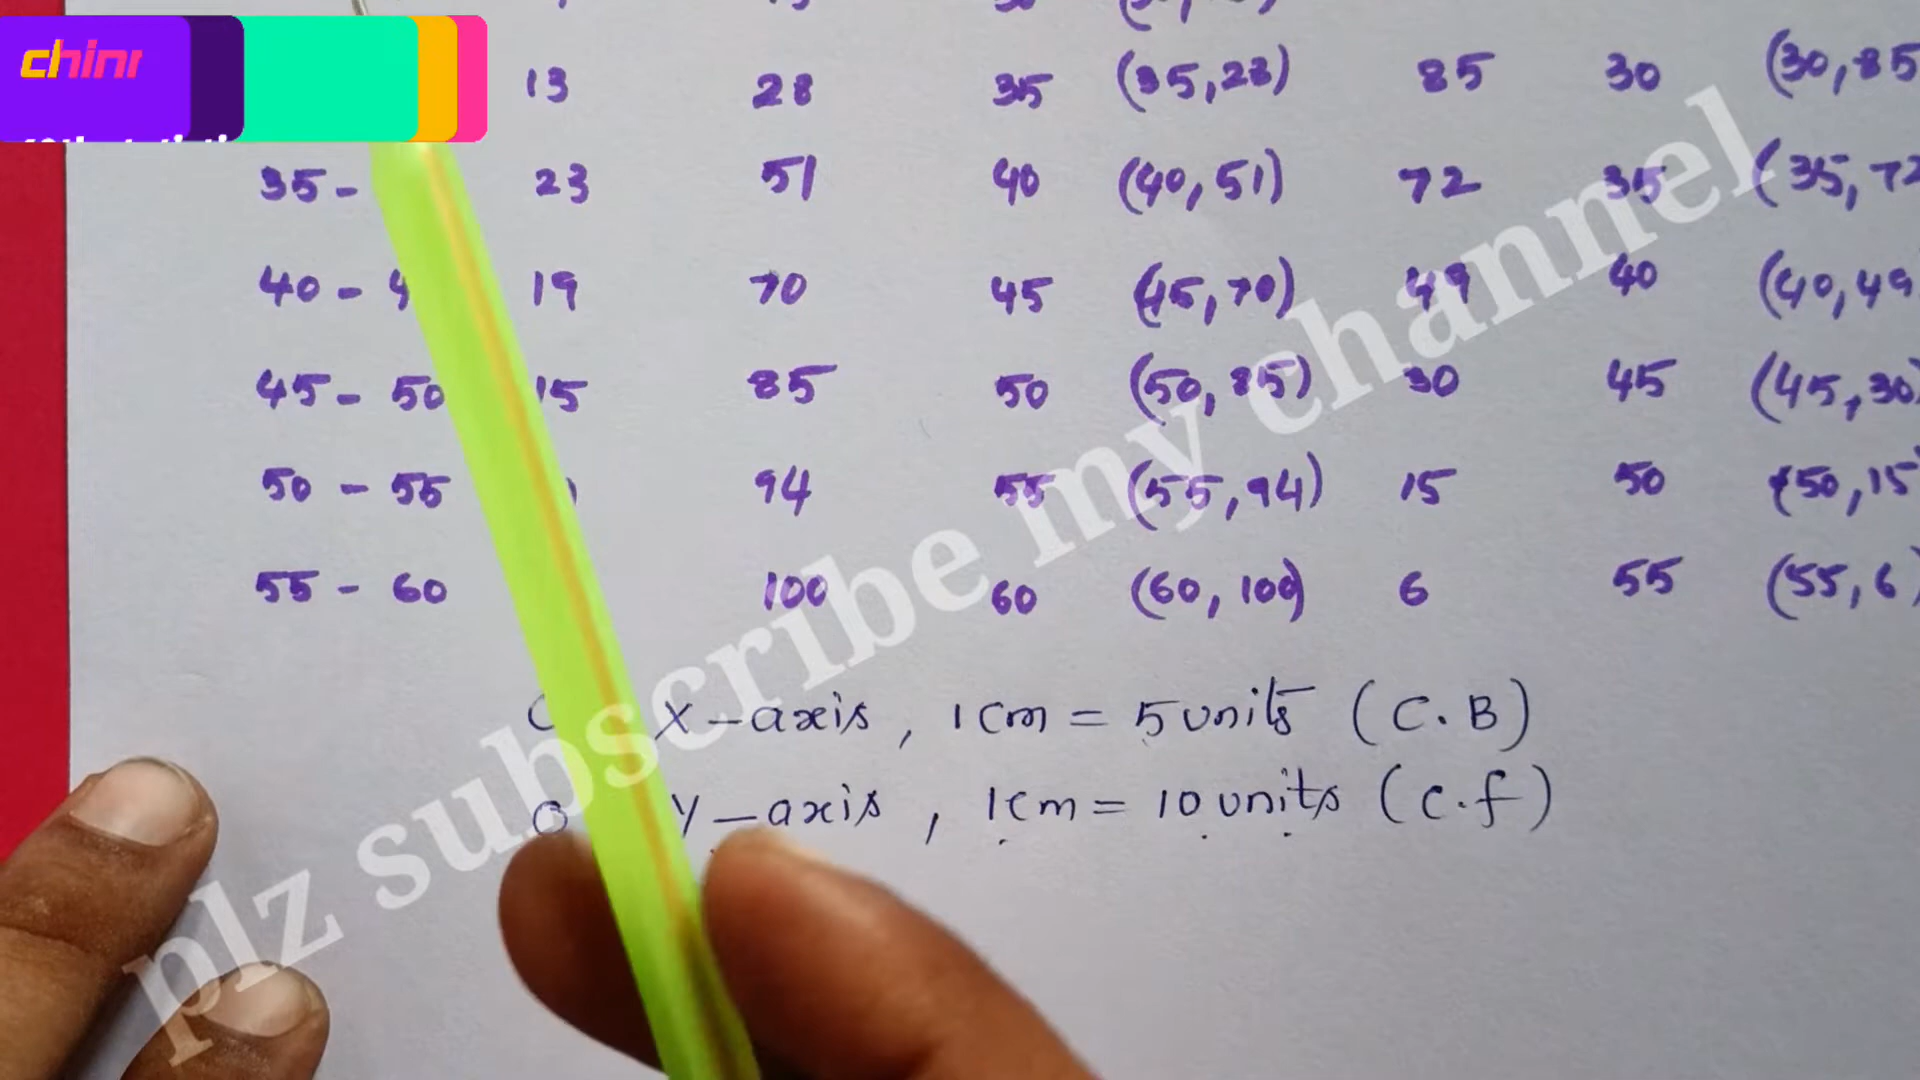 chinr
13 28 35 (35,28) 85 30 (30,85
35- 23 51 40 (40,51) 72 35 (35,72
40 - 4 19 70 45 (45,70) 49 40 (40,49
45 - 50 15 85 50 (50,85) 30 45 (45,30)
50 - 55 94 55 (55,94) 15 50 (50,15
55 - 60 100 60 (60,100) 6 55 (55,6)
X-axis, 1cm = 5 units (C.B)
Y-axis, 1cm = 10 units (c.f)
plz subscribe my channel